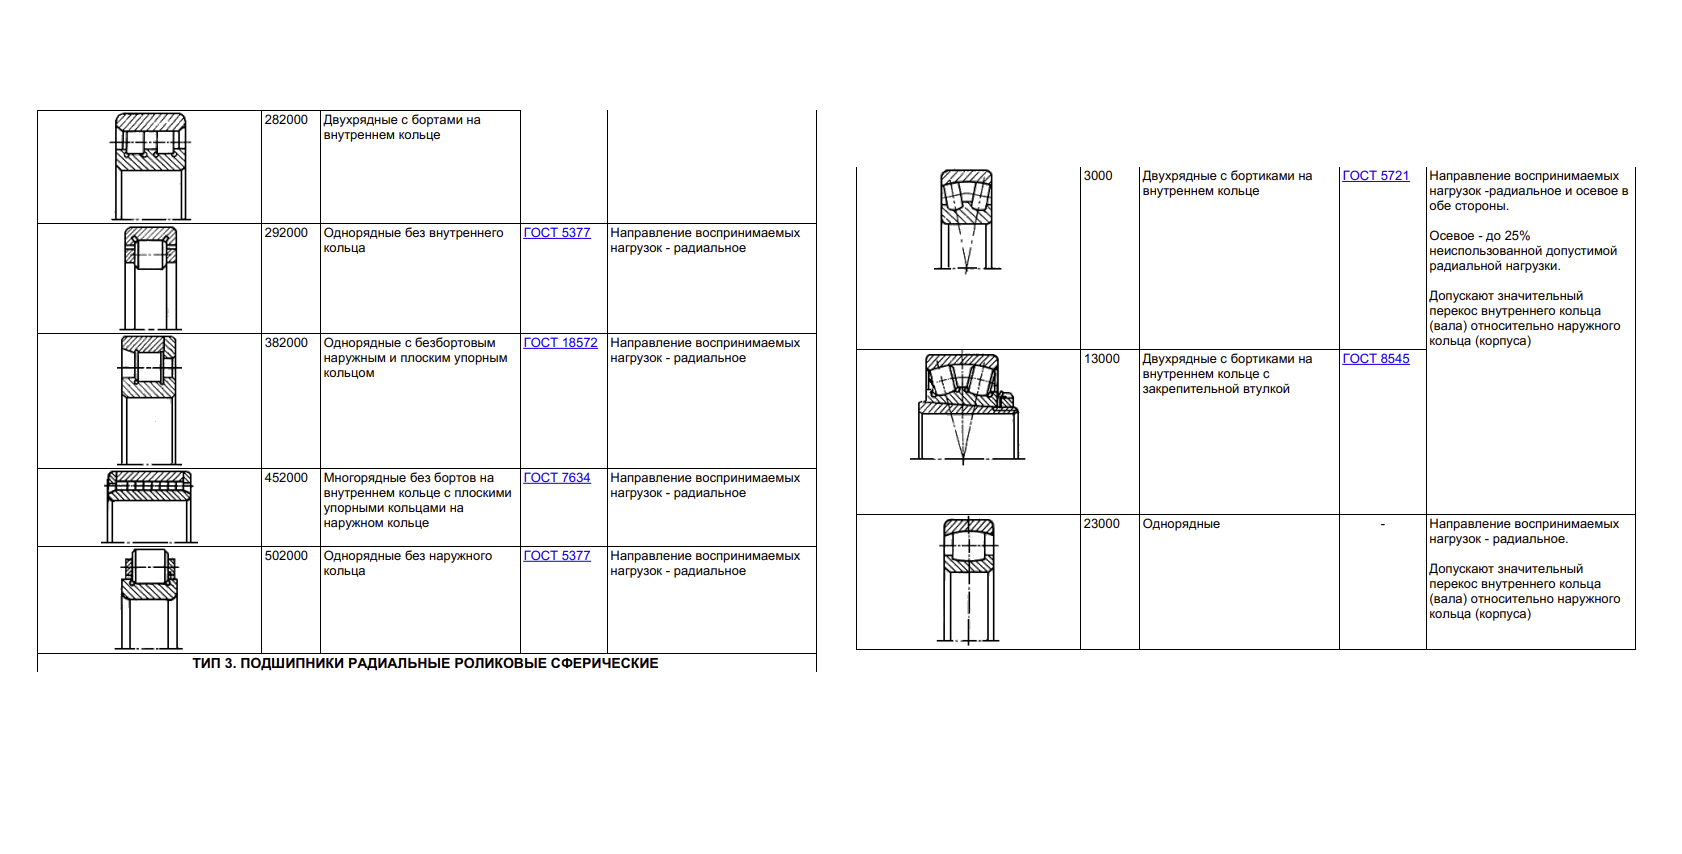 282000
Двухрядные с бортами на
внутреннем кольце
292000
Однорядные без внутреннего
кольца
ГОСТ 5377
Направление воспринимаемых
нагрузок - радиальное
382000
Однорядные с безбортовым
наружным и плоским упорным
кольцом
ГОСТ 18572
Направление воспринимаемых
нагрузок - радиальное
452000
Многорядные без бортов на
внутреннем кольце с плоскими
упорными кольцами на
наружном кольце
ГОСТ 7634
Направление воспринимаемых
нагрузок - радиальное
502000
Однорядные без наружного
кольца
ГОСТ 5377
Направление воспринимаемых
нагрузок - радиальное
ТИП 3. ПОДШИПНИКИ РАДИАЛЬНЫЕ РОЛИКОВЫЕ СФЕРИЧЕСКИЕ
3000
Двухрядные с бортиками на
внутреннем кольце
ГОСТ 5721
Направление воспринимаемых
нагрузок -радиальное и осевое в
обе стороны.
Осевое - до 25%
неиспользованной допустимой
радиальной нагрузки.
Допускают значительный
перекос внутреннего кольца
(вала) относительно наружного
кольца (корпуса)
13000
Двухрядные с бортиками на
внутреннем кольце с
закрепительной втулкой
ГОСТ 8545
23000
Однорядные
-
Направление воспринимаемых
нагрузок - радиальное.
Допускают значительный
перекос внутреннего кольца
(вала) относительно наружного
кольца (корпуса)